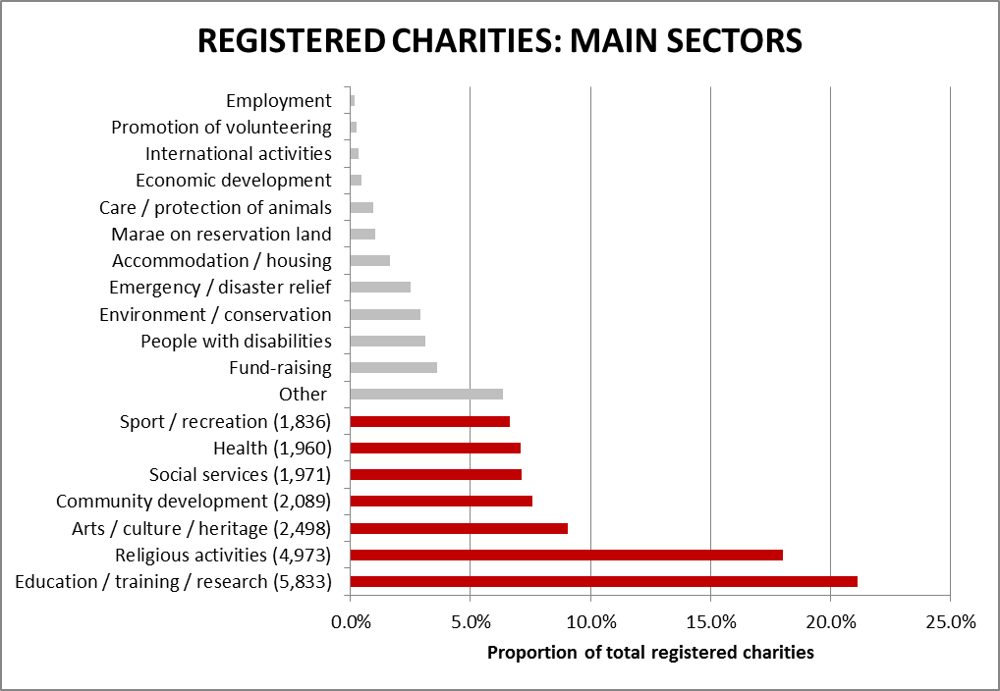 REGISTERED CHARITIES: MAIN SECTORS
Employment
Promotion of volunteering
International activities
Economic development
Care / protection of animals
Marae on reservation land
Accommodation / housing
Emergency / disaster relief
Environment / conservation
People with disabilities
Fund-raising
Other
Sport / recreation (1,836)
Health (1,960)
Social services (1,971)
Community development (2,089)
Arts / culture / heritage (2,498)
Religious activities (4,973)
Education / training / research (5,833)
0.0% 5.0% 10.0% 15.0% 20.0% 25.0%
Proportion of total registered charities